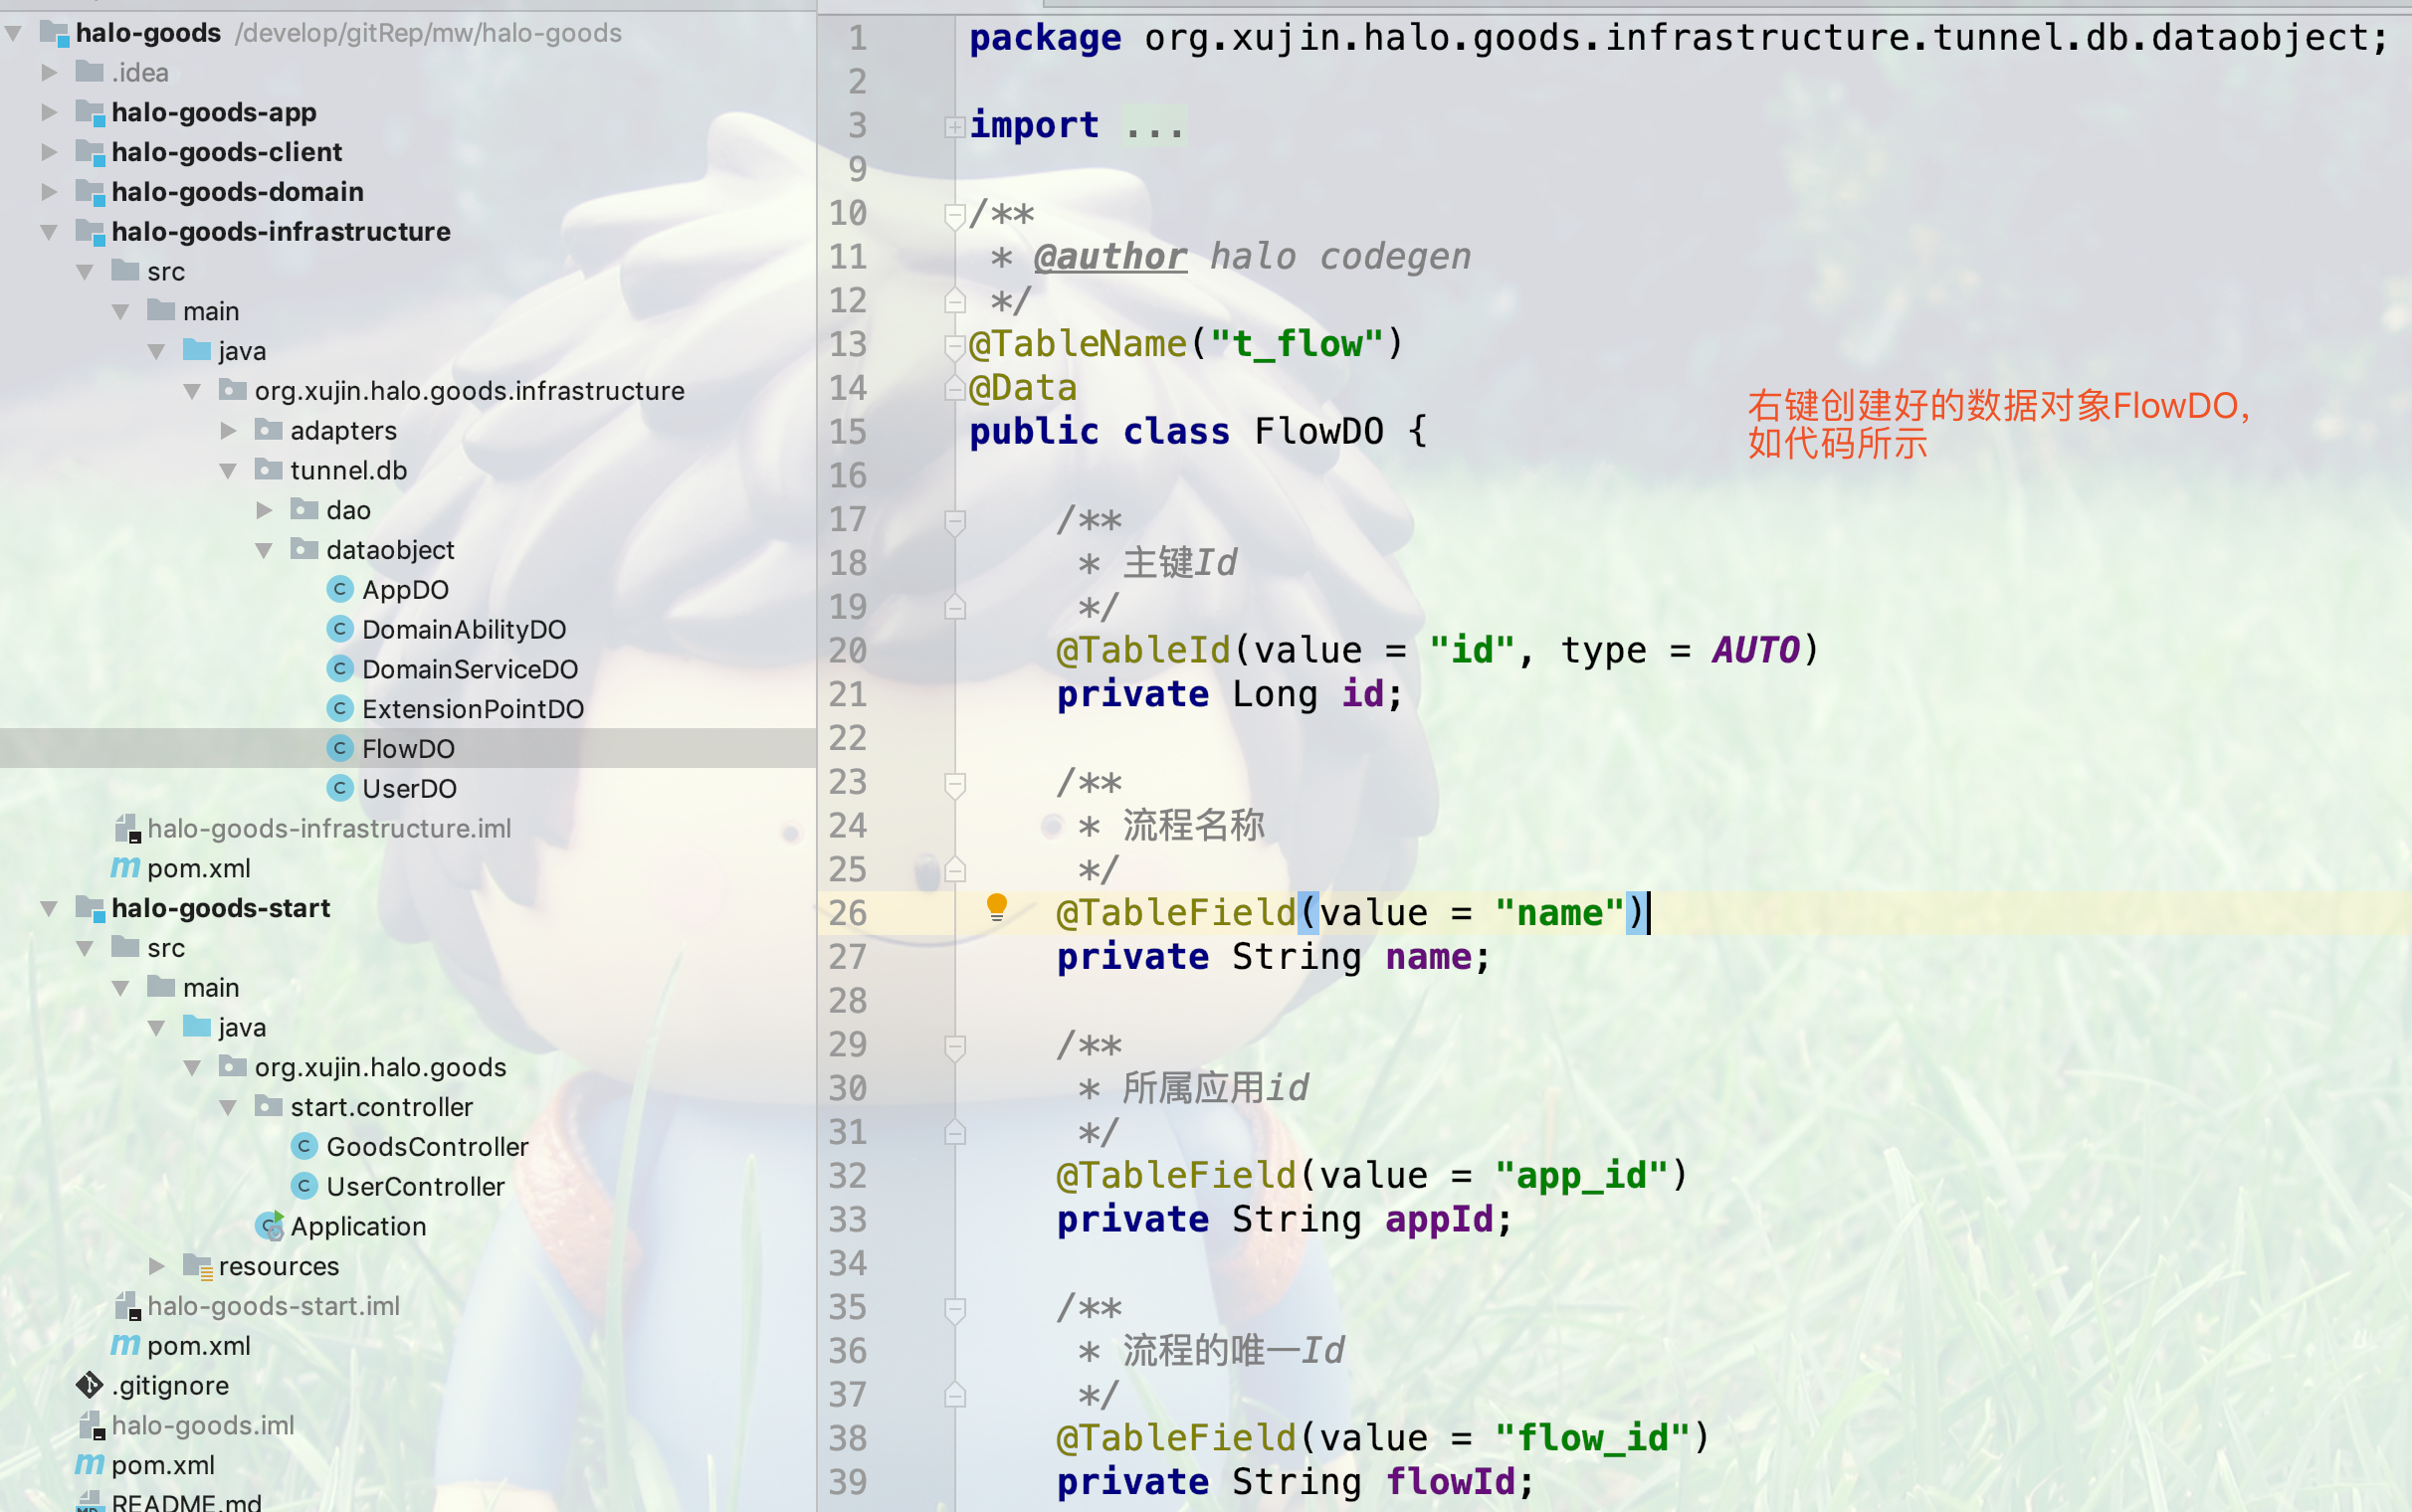 halo-goods /develop/gitRep/mw/halo-goods
.idea
halo-goods-app
halo-goods-client
halo-goods-domain
halo-goods-infrastructure
src
main
java
org.xujin.halo.goods.infrastructure
adapters
tunnel.db
dao
dataobject
AppDO
DomainAbilityDO
DomainServiceDO
ExtensionPointDO
FlowDO
UserDO
halo-goods-infrastructure.iml
pom.xml
halo-goods-start
src
main
java
org.xujin.halo.goods
start.controller
GoodsController
UserController
Application
resources
halo-goods-start.iml
pom.xml
.gitignore
halo-goods.iml
pom.xml
README.md
1 package org.xujin.halo.goods.infrastructure.tunnel.db.dataobject;
2
3 import ...
9
10 /**
11 * @author halo codegen
12 */
13 @TableName("t_flow")
14 @Data
15 public class FlowDO {
16
17 /**
18 * 主键Id
19 */
20 @TableId(value = "id", type = AUTO)
21 private Long id;
22
23 /**
24 * 流程名称
25 */
26 @TableField(value = "name")
27 private String name;
28
29 /**
30 * 所属应用id
31 */
32 @TableField(value = "app_id")
33 private String appId;
34
35 /**
36 * 流程的唯一Id
37 */
38 @TableField(value = "flow_id")
39 private String flowId;
右键创建好的数据对象FlowDO,
如代码所示